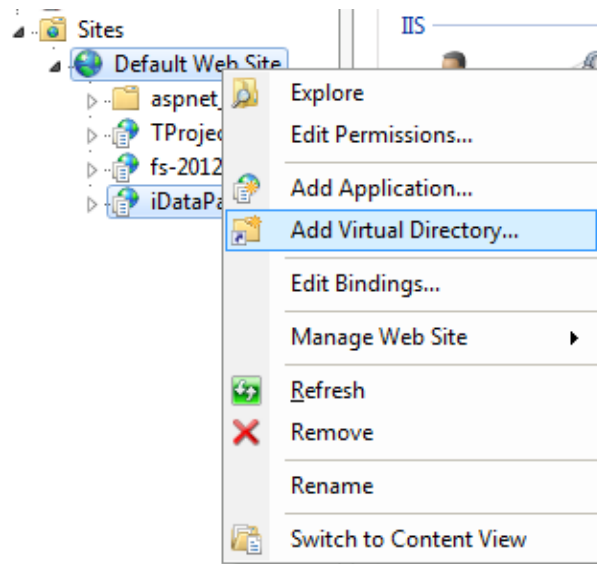 Sites
IIS
Default Web Site
aspnet_
TProjec
fs-2012
iDataPa
Explore
Edit Permissions...
Add Application...
Add Virtual Directory...
Edit Bindings...
Manage Web Site
Refresh
Remove
Rename
Switch to Content View